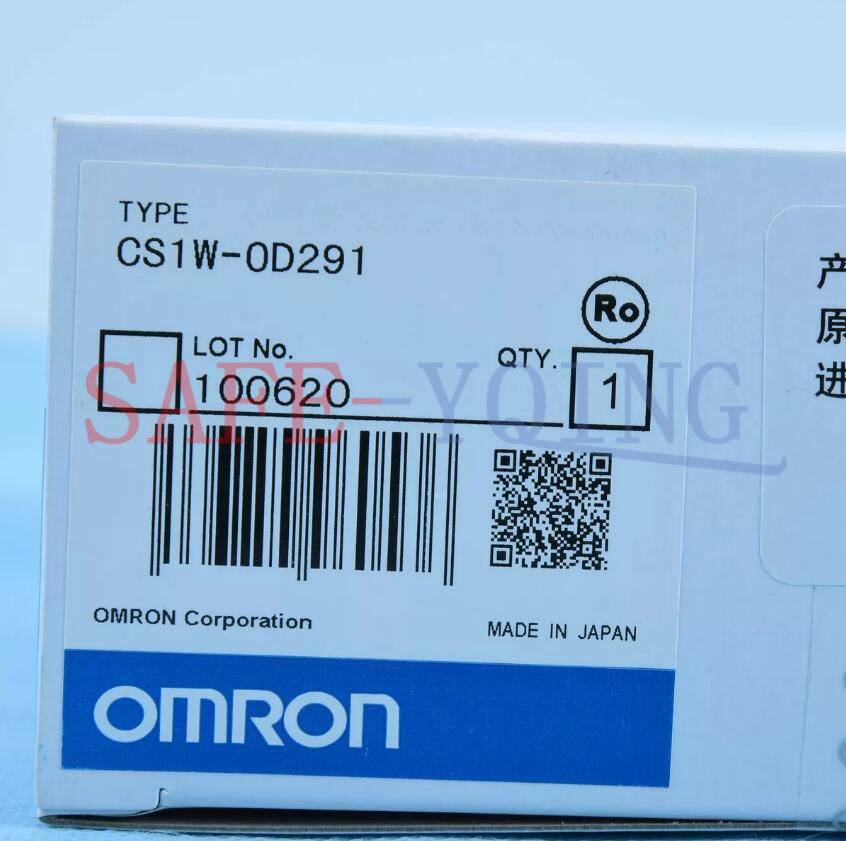 TYPE
CS1W-OD291
Ro
LOT No.
100620
QTY.
1
SAFE-YQING
OMRON Corporation
MADE IN JAPAN
OMRON
产
原
进